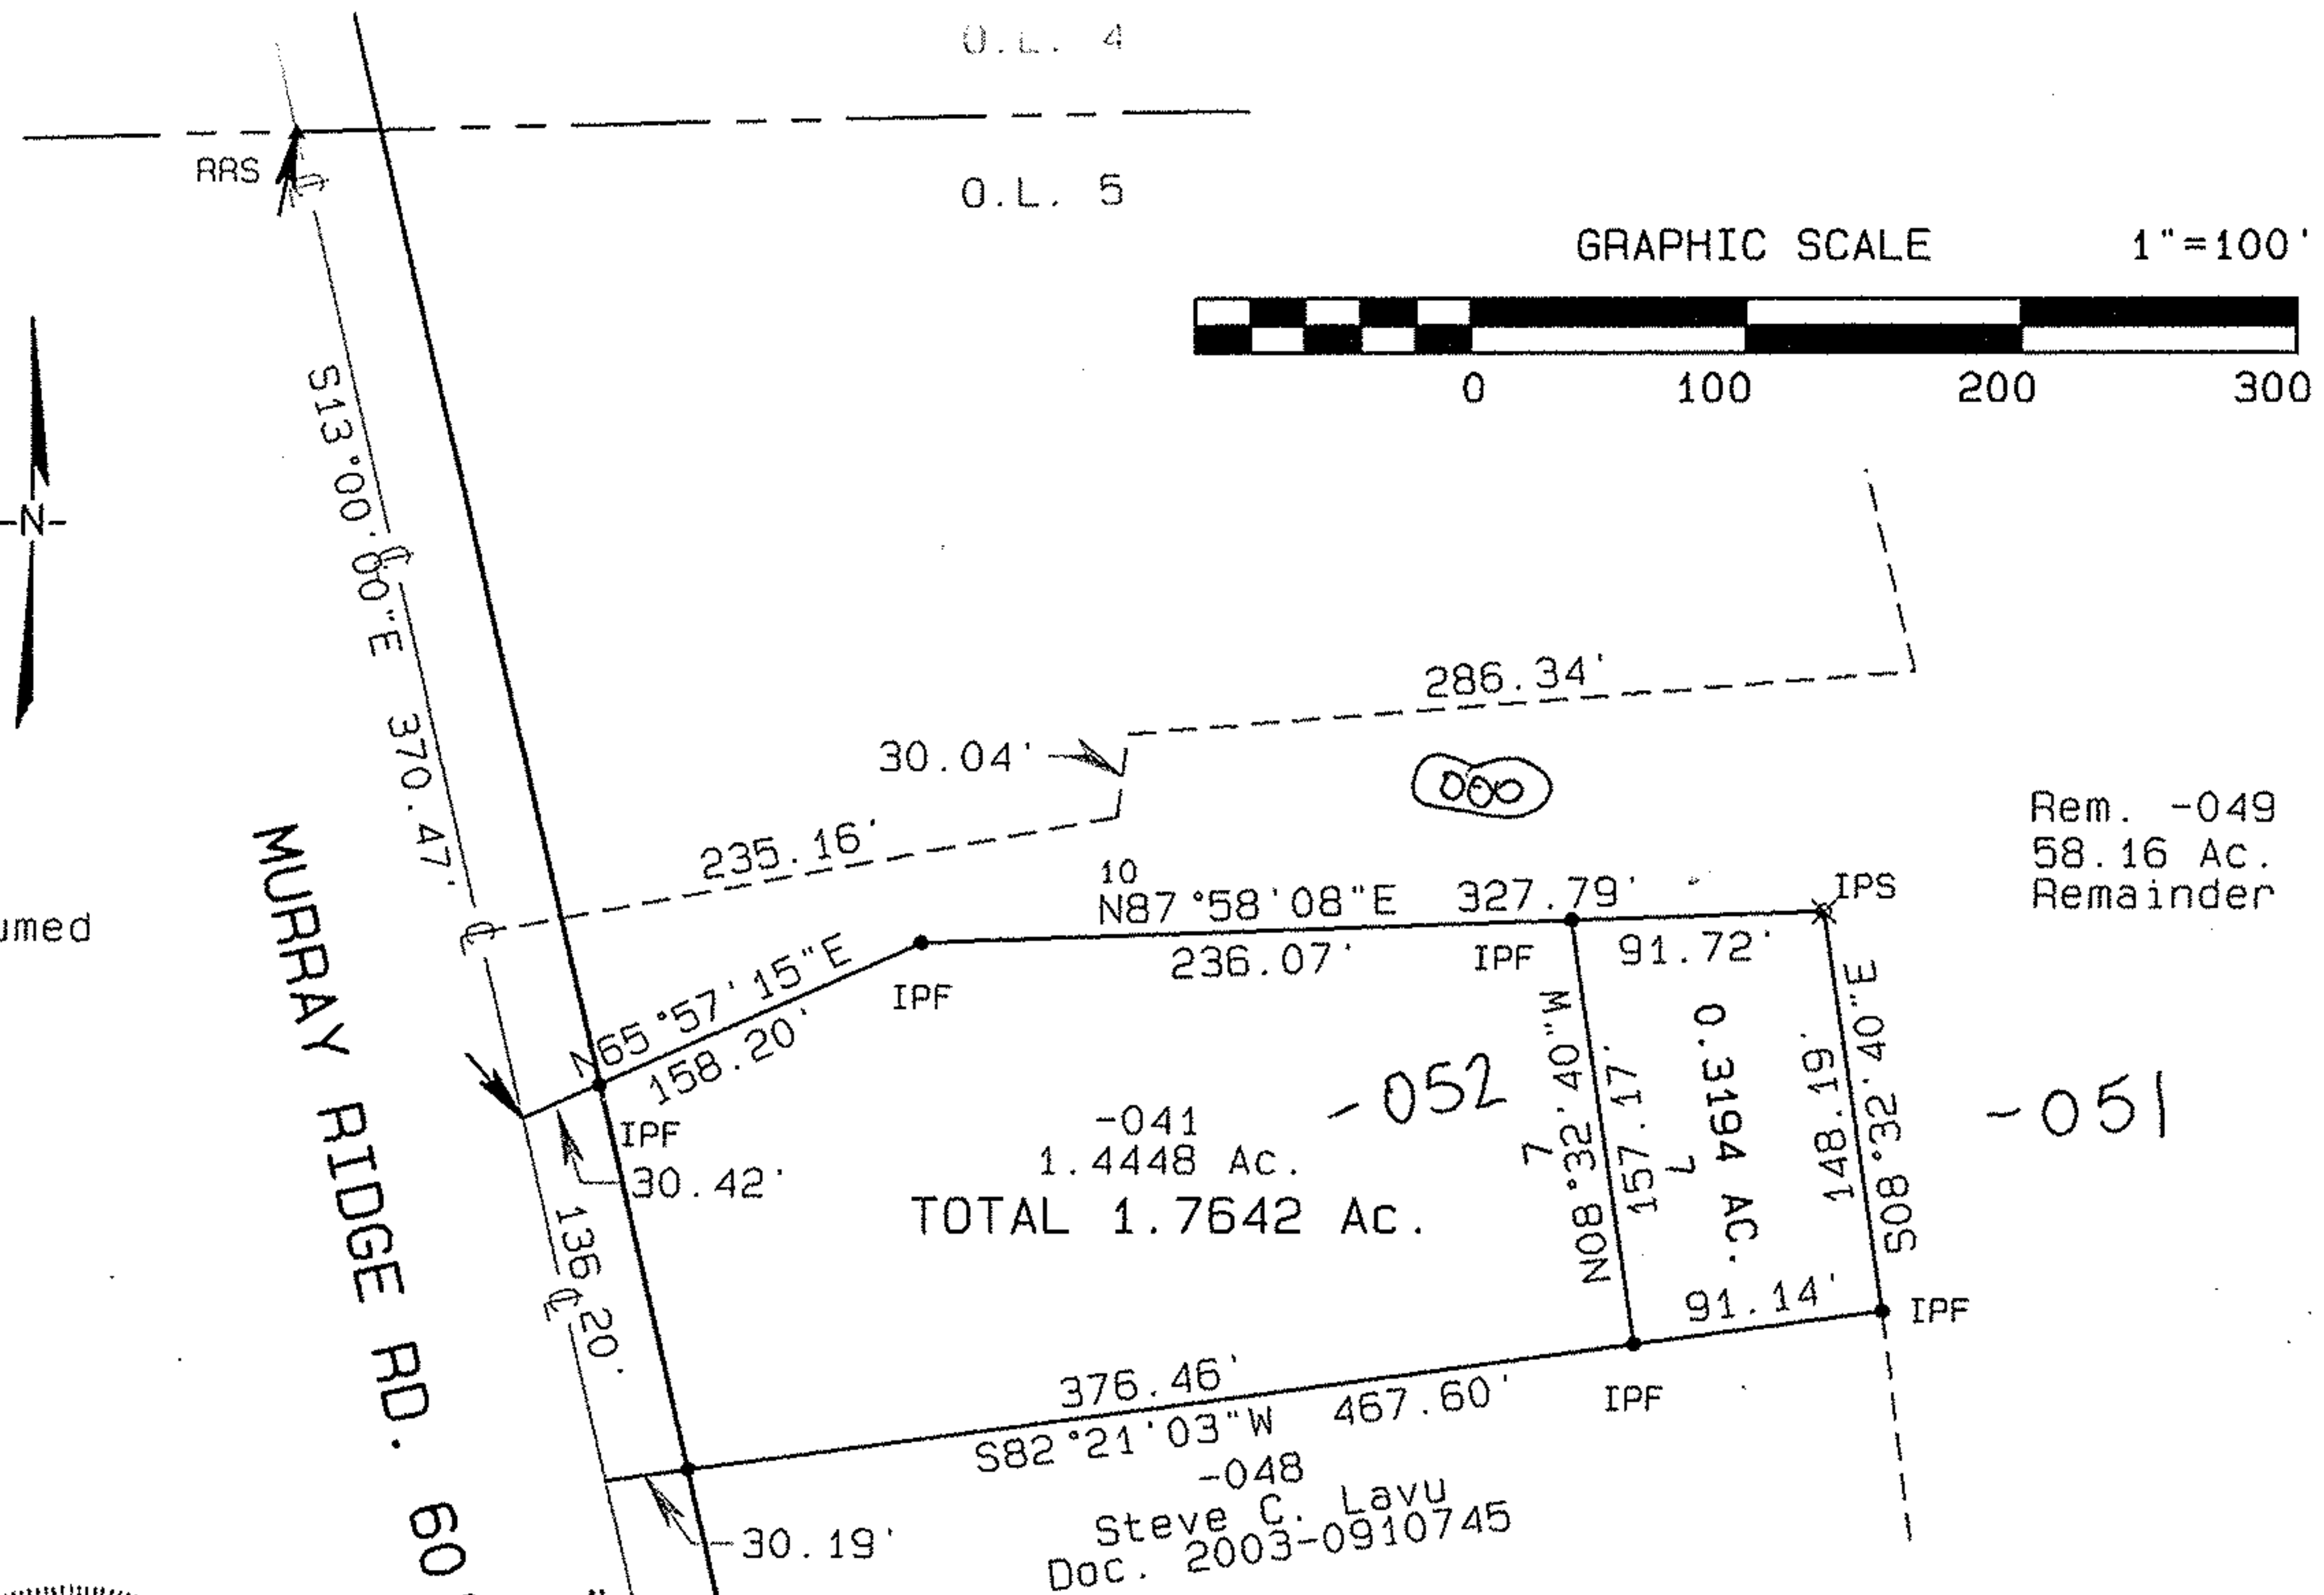 O.L. 4
RRS
O.L. 5
GRAPHIC SCALE 1"=100'
0 100 200 300
S13°00'00"E 370.47'
-N-
286.34'
30.04'
235.16'
Rem. -049
58.16 Ac.
Remainder
10
N87°58'08"E 327.79'
IPS
236.07'
IPF
91.72'
umed
MURRAY RIDGE RD. 60
N65°57'15"E
158.20'
IPF
IPF
30.42'
136.20'
-041
1.4448 Ac.
TOTAL 1.7642 Ac.
-052
N08°32'40"W
157.17'
7
7
0.3194 AC.
148.19'
S08°32'40"E
-051
91.14'
IPF
IPF
376.46'
S82°21'03"W 467.60'
-048
Steve C. Lavu
Doc. 2003-0910745
30.19'